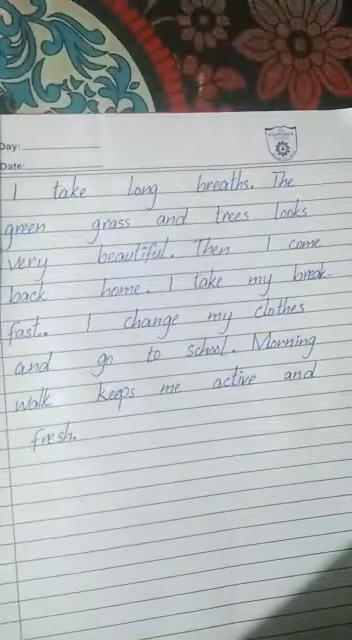 Day:
Date:
I take long breaths. The
green grass and trees looks
very beautiful. Then I come
back home. I take my break-
fast. I change my clothes
and go to school. Morning
walk keeps me active and
fresh.